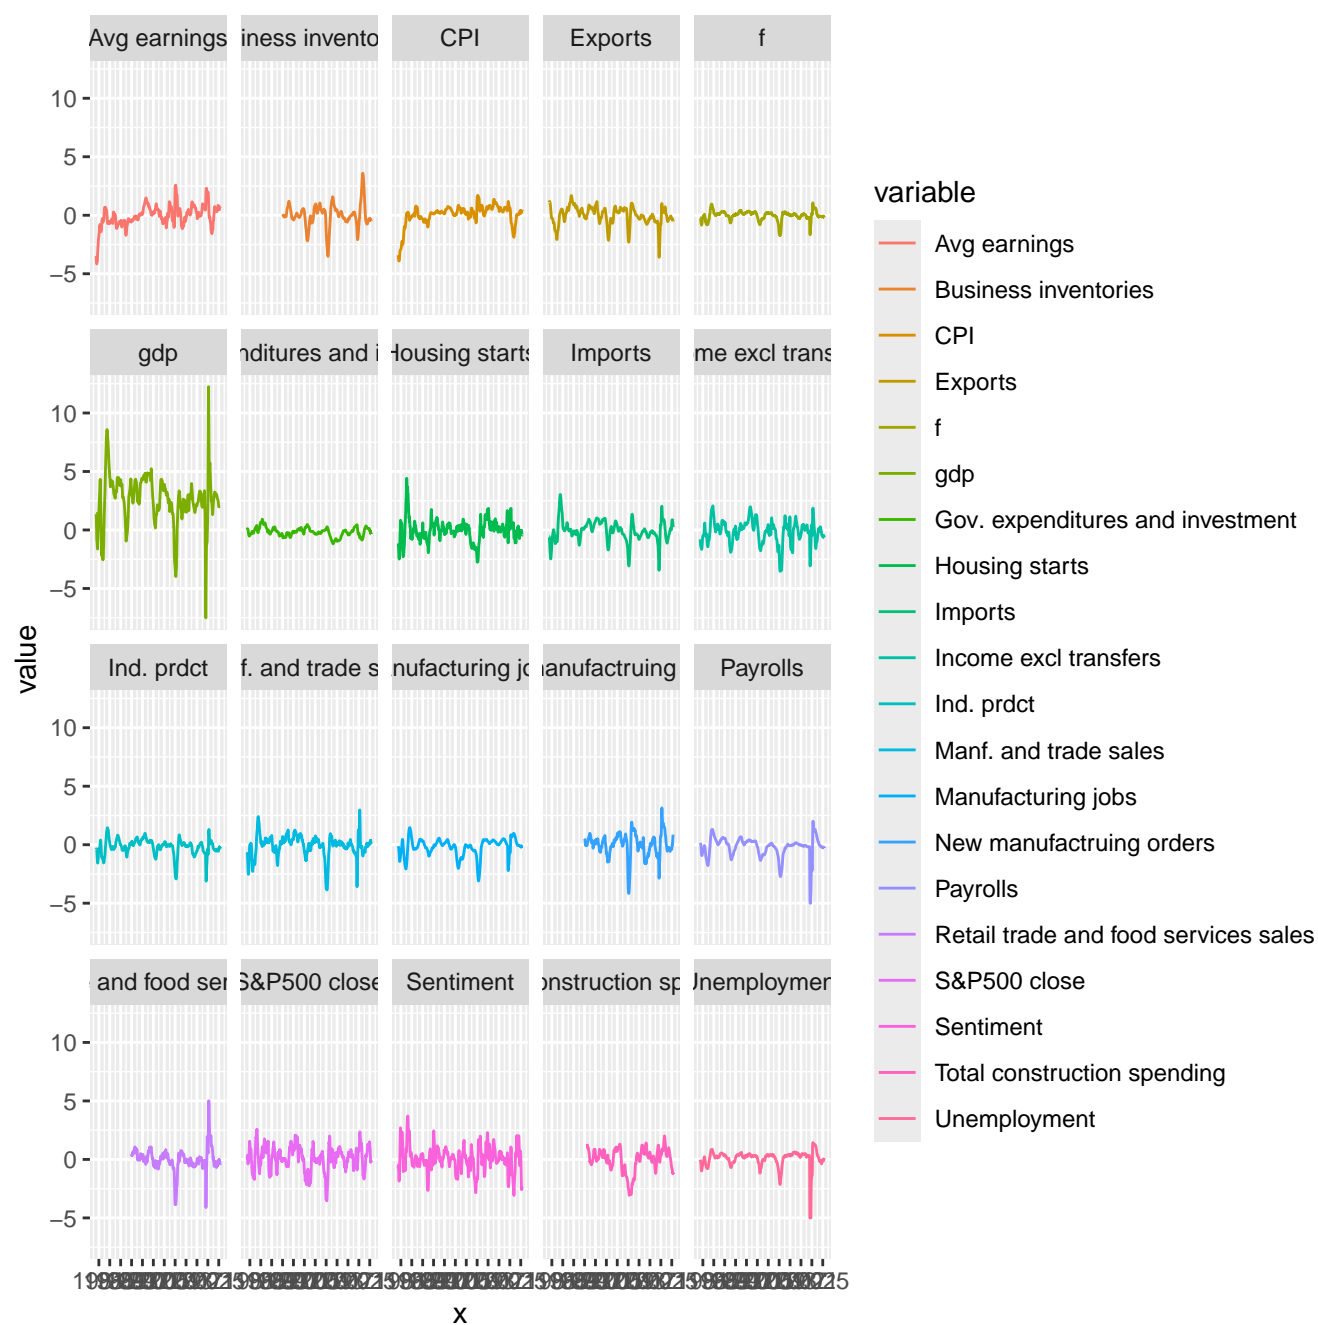 Avg earnings iness invento CPI Exports f
10
5
0
−5
gdp nditures and i Housing starts Imports me excl trans
10
5
0
−5
Ind. prdct f. and trade s nufacturing jo manufactruing Payrolls
10
5
0
−5
and food ser S&P500 close Sentiment onstruction sp Unemploymen
10
5
0
−5
x
value
variable
Avg earnings
Business inventories
CPI
Exports
f
gdp
Gov. expenditures and investment
Housing starts
Imports
Income excl transfers
Ind. prdct
Manf. and trade sales
Manufacturing jobs
New manufactruing orders
Payrolls
Retail trade and food services sales
S&P500 close
Sentiment
Total construction spending
Unemployment